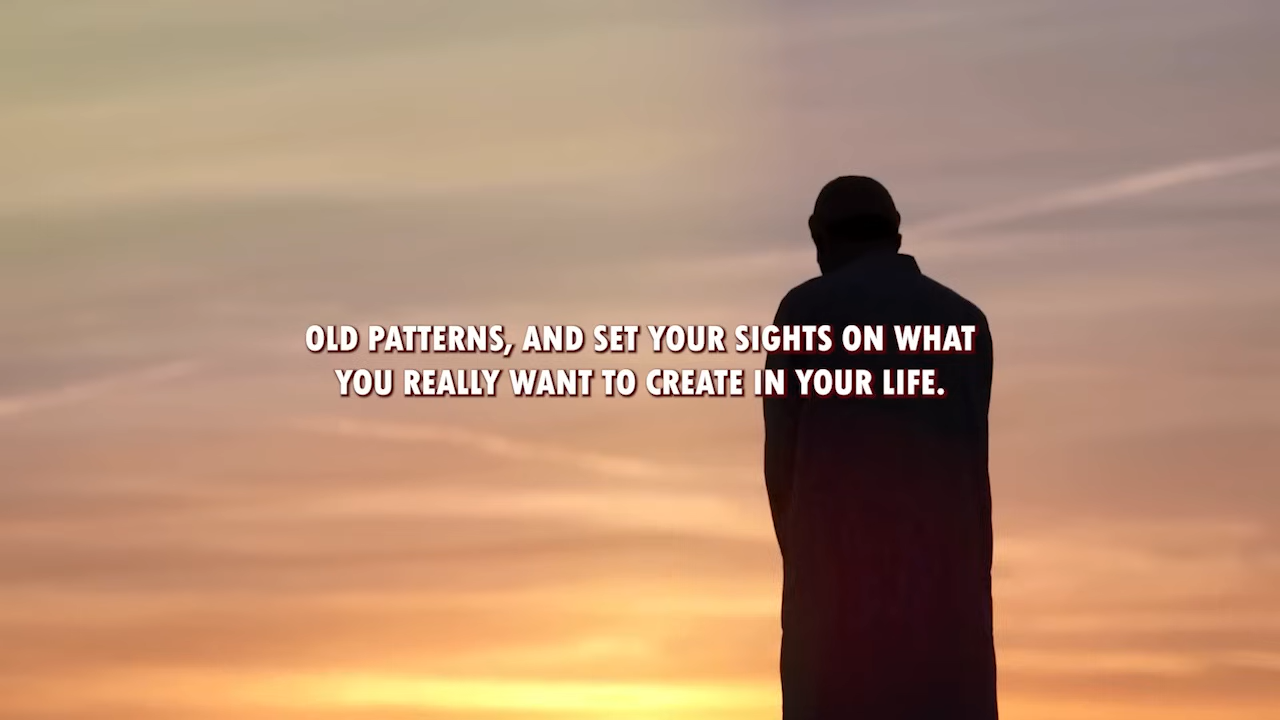 OLD PATTERNS, AND SET YOUR SIGHTS ON WHAT
YOU REALLY WANT TO CREATE IN YOUR LIFE.